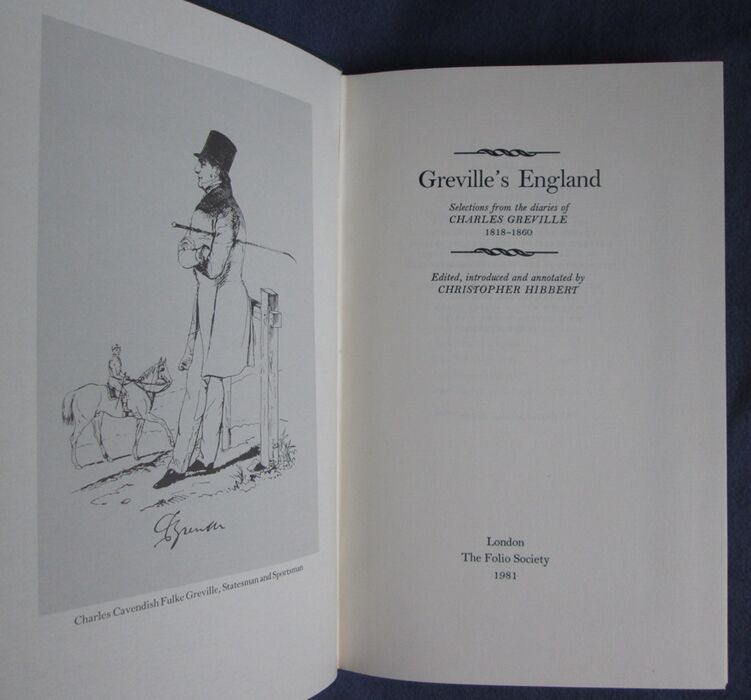 Greville
Charles Cavendish Fulke Greville, Statesman and Sportsman
Greville's England
Selections from the diaries of
CHARLES GREVILLE
1818–1860
Edited, introduced and annotated by
CHRISTOPHER HIBBERT
London
The Folio Society
1981